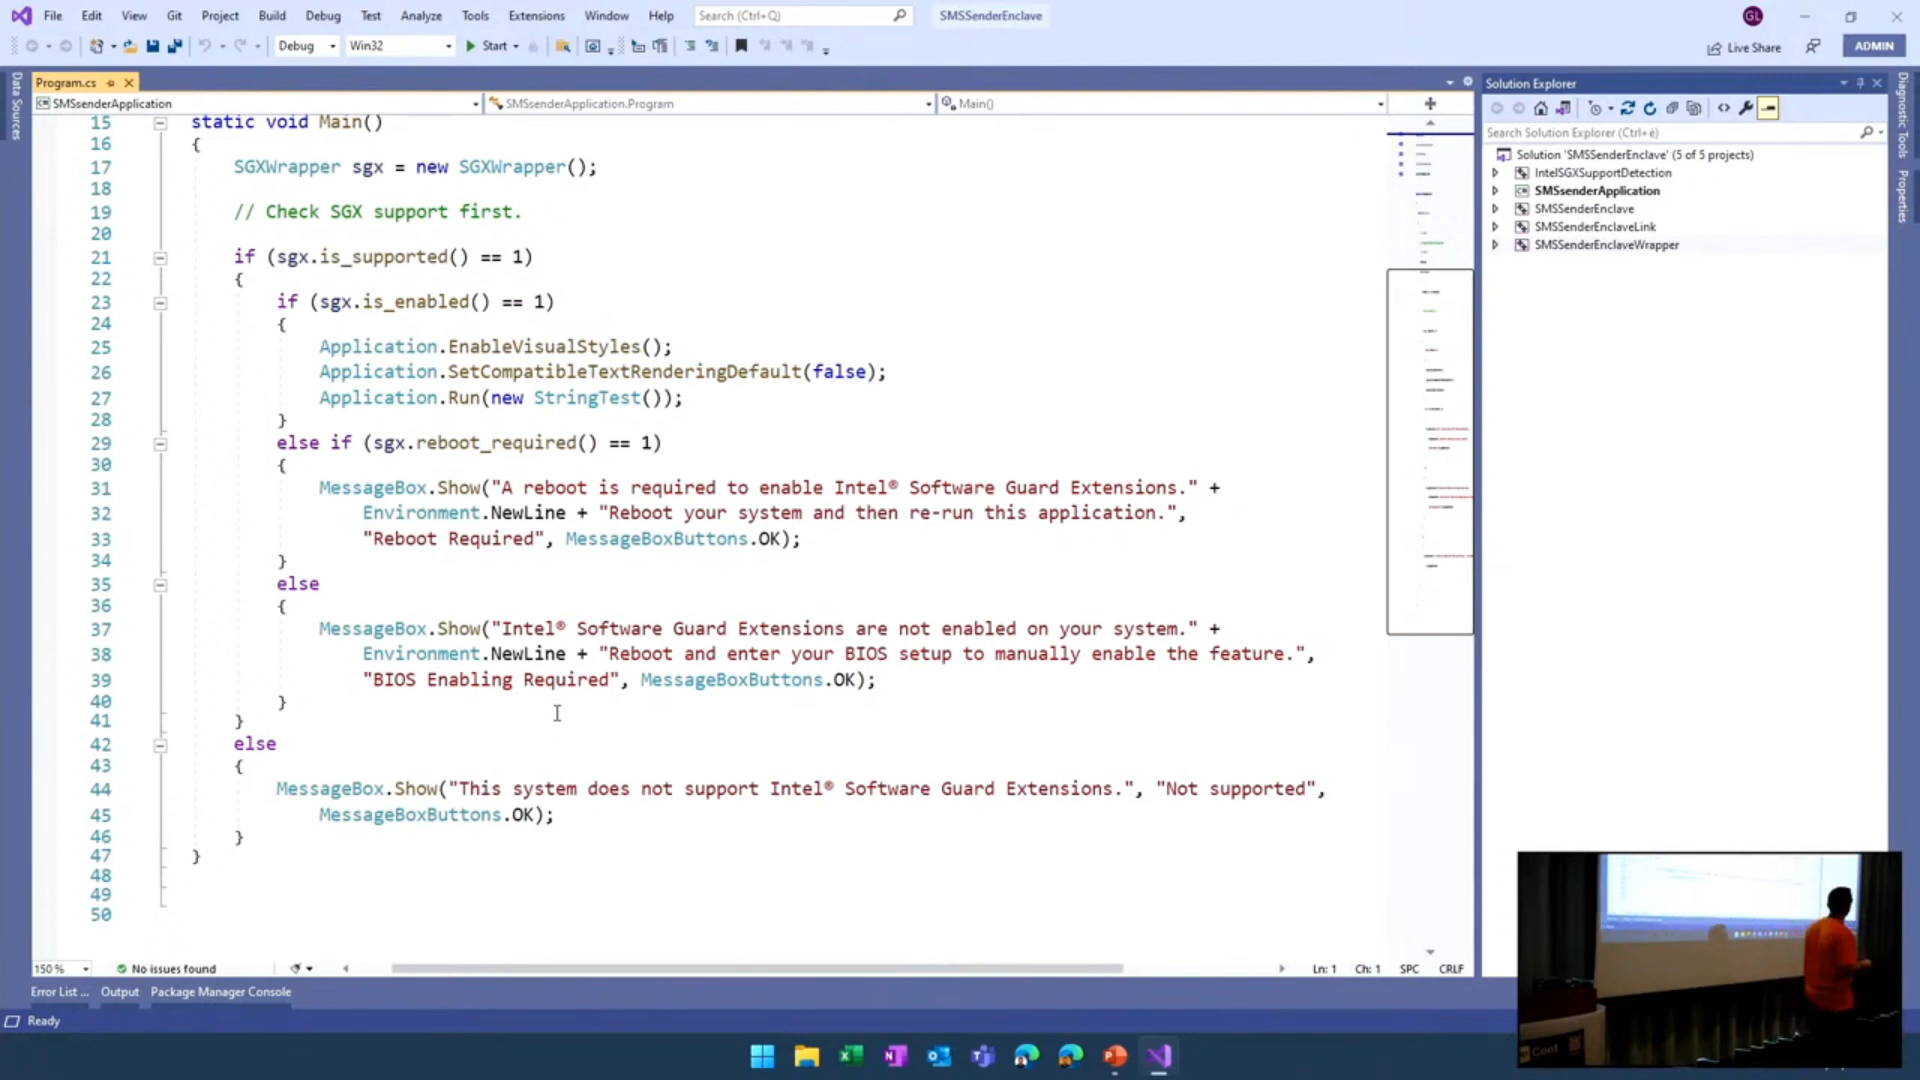 File Edit View Git Project Build Debug Test Analyze Tools Extensions Window Help Search (Ctrl+Q) SMSSenderEnclave GL
Debug Win32 Start Live Share ADMIN
Data Sources
Program.cs
SMSsenderApplication SMSsenderApplication.Program Main()
15 static void Main()
16 {
17 SGXWrapper sgx = new SGXWrapper();
18
19 // Check SGX support first.
20
21 if (sgx.is_supported() == 1)
22 {
23 if (sgx.is_enabled() == 1)
24 {
25 Application.EnableVisualStyles();
26 Application.SetCompatibleTextRenderingDefault(false);
27 Application.Run(new StringTest());
28 }
29 else if (sgx.reboot_required() == 1)
30 {
31 MessageBox.Show("A reboot is required to enable Intel® Software Guard Extensions." +
32 Environment.NewLine + "Reboot your system and then re-run this application.",
33 "Reboot Required", MessageBoxButtons.OK);
34 }
35 else
36 {
37 MessageBox.Show("Intel® Software Guard Extensions are not enabled on your system." +
38 Environment.NewLine + "Reboot and enter your BIOS setup to manually enable the feature.",
39 "BIOS Enabling Required", MessageBoxButtons.OK);
40 }
41 }
42 else
43 {
44 MessageBox.Show("This system does not support Intel® Software Guard Extensions.", "Not supported",
45 MessageBoxButtons.OK);
46 }
47 }
48
49
50
150 % No issues found Ln: 1 Ch: 1 SPC CRLF
Error List ... Output Package Manager Console
Ready
Solution Explorer
Search Solution Explorer (Ctrl+è)
Solution 'SMSSenderEnclave' (5 of 5 projects)
IntelSGXSupportDetection
SMSsenderApplication
SMSSenderEnclave
SMSSenderEnclaveLink
SMSSenderEnclaveWrapper
Diagnostic Tools
Properties
Conf